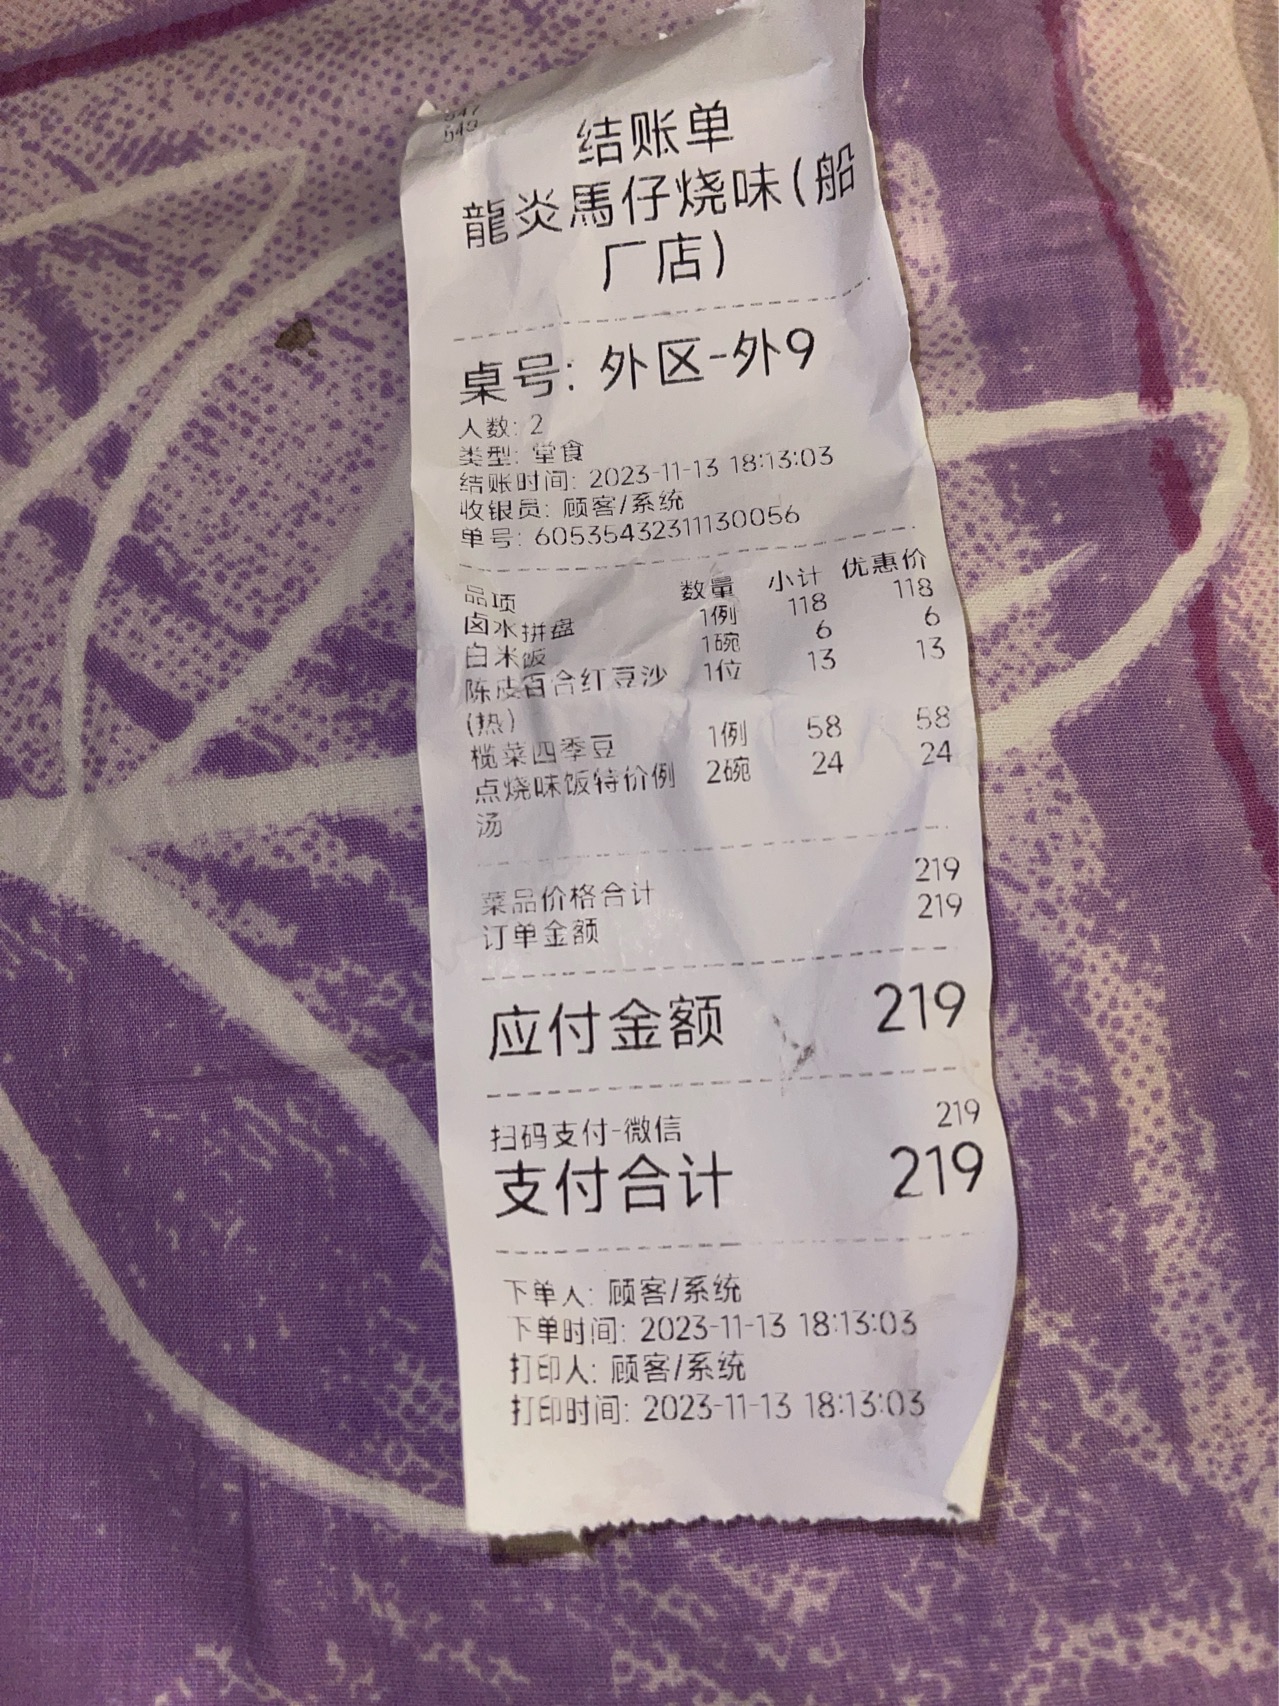 结账单
龍炎馬仔烧味(船
厂店)
桌号: 外区-外9
人数: 2
类型: 堂食
结账时间: 2023-11-13 18:13:03
收银员: 顾客/系统
单号: 60535432311130056
品项 数量 小计 优惠价
卤水拼盘 1例 118 118
白米饭 1碗 6 6
陈皮百合红豆沙 1位 13 13
(热)
榄菜四季豆 1例 58 58
点烧味饭特价例 2碗 24 24
汤
菜品价格合计 219
订单金额 219
应付金额 219
扫码支付-微信 219
支付合计 219
下单人: 顾客/系统
下单时间: 2023-11-13 18:13:03
打印人: 顾客/系统
打印时间: 2023-11-13 18:13:03